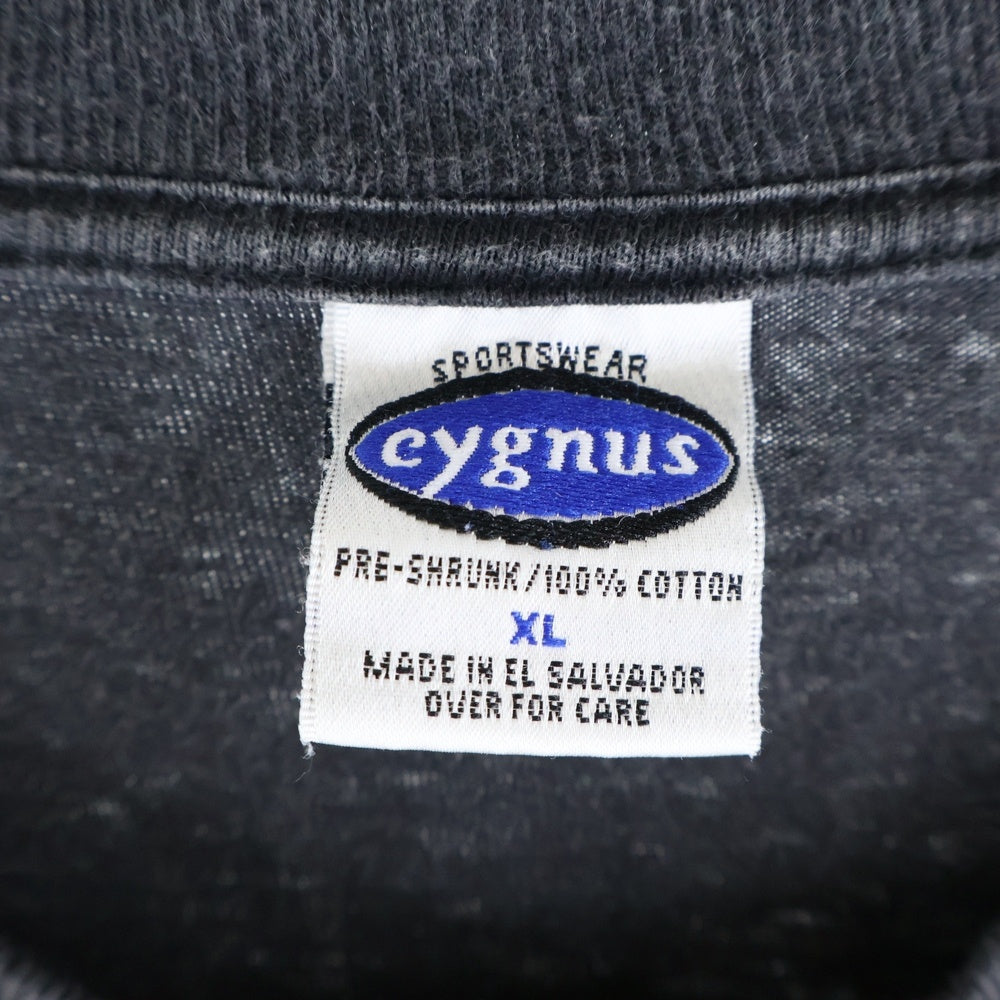 SPORTSWEAR
cygnus
PRE-SHRUNK/100% COTTON
XL
MADE IN EL SALVADOR
OVER FOR CARE